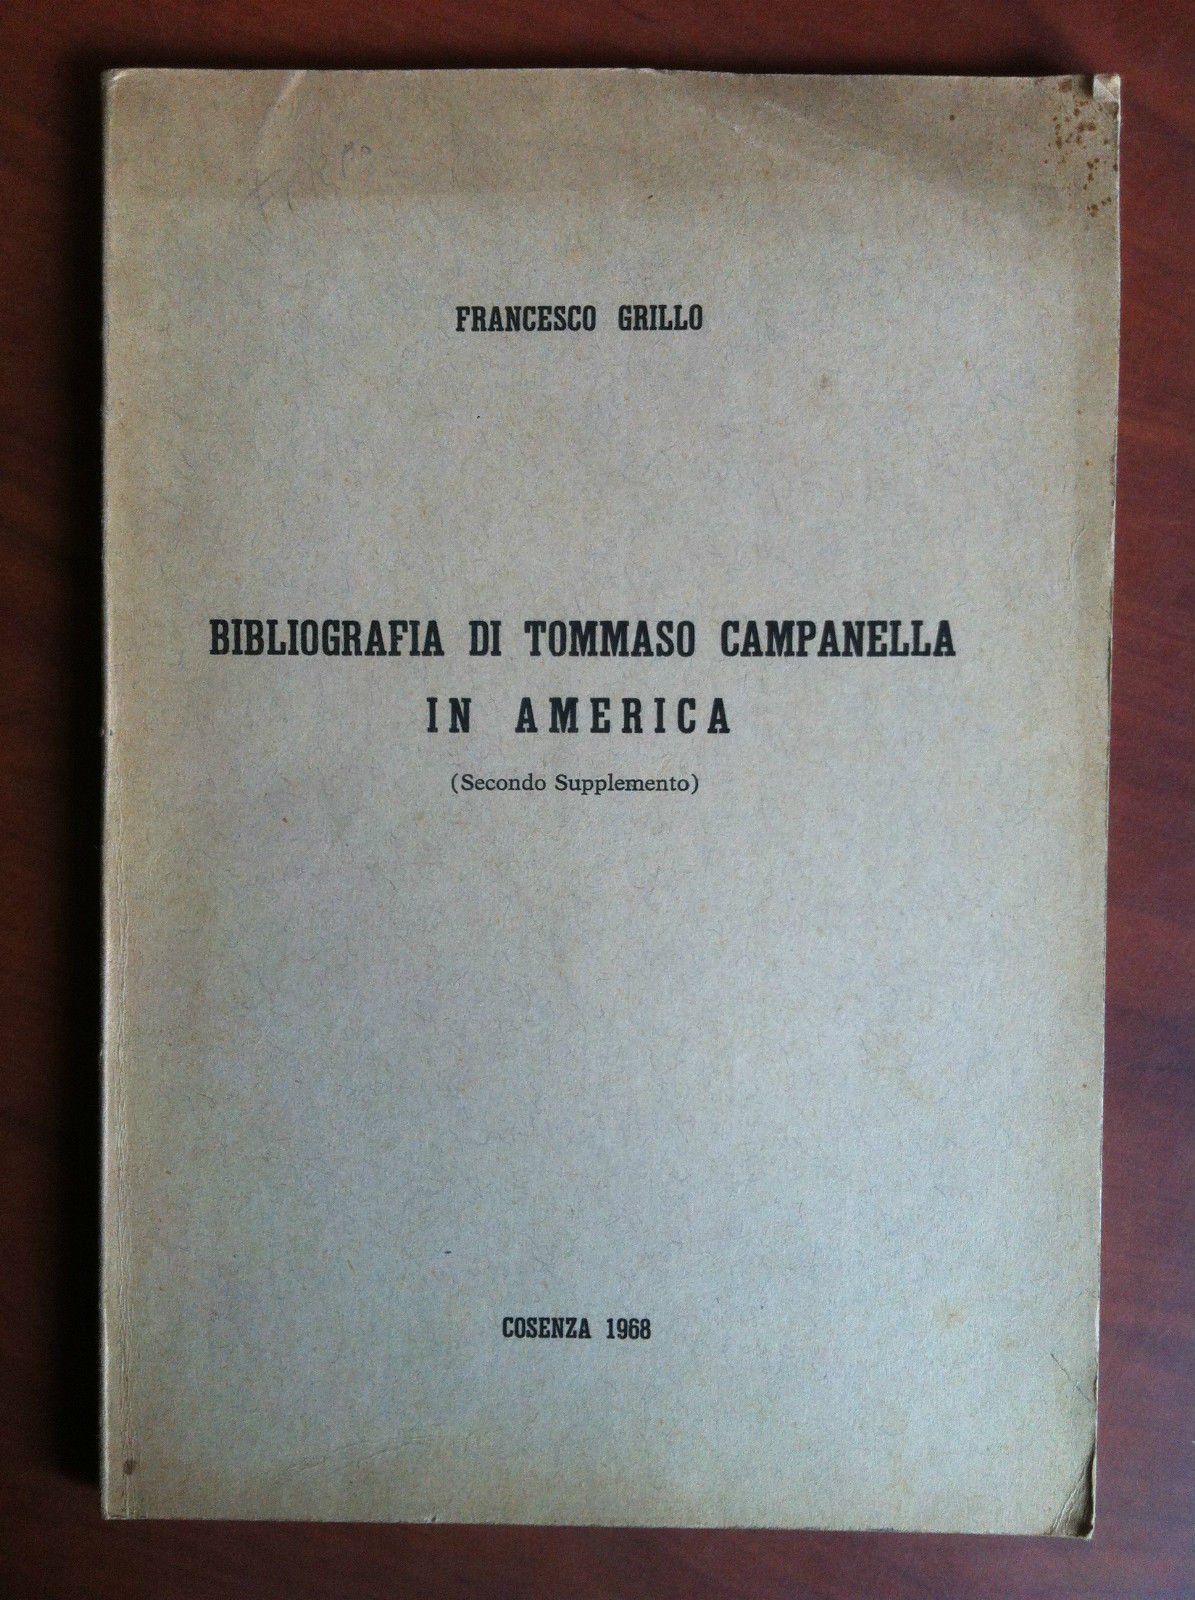 FRANCESCO GRILLO
BIBLIOGRAFIA DI TOMMASO CAMPANELLA
IN AMERICA
(Secondo Supplemento)
COSENZA 1968